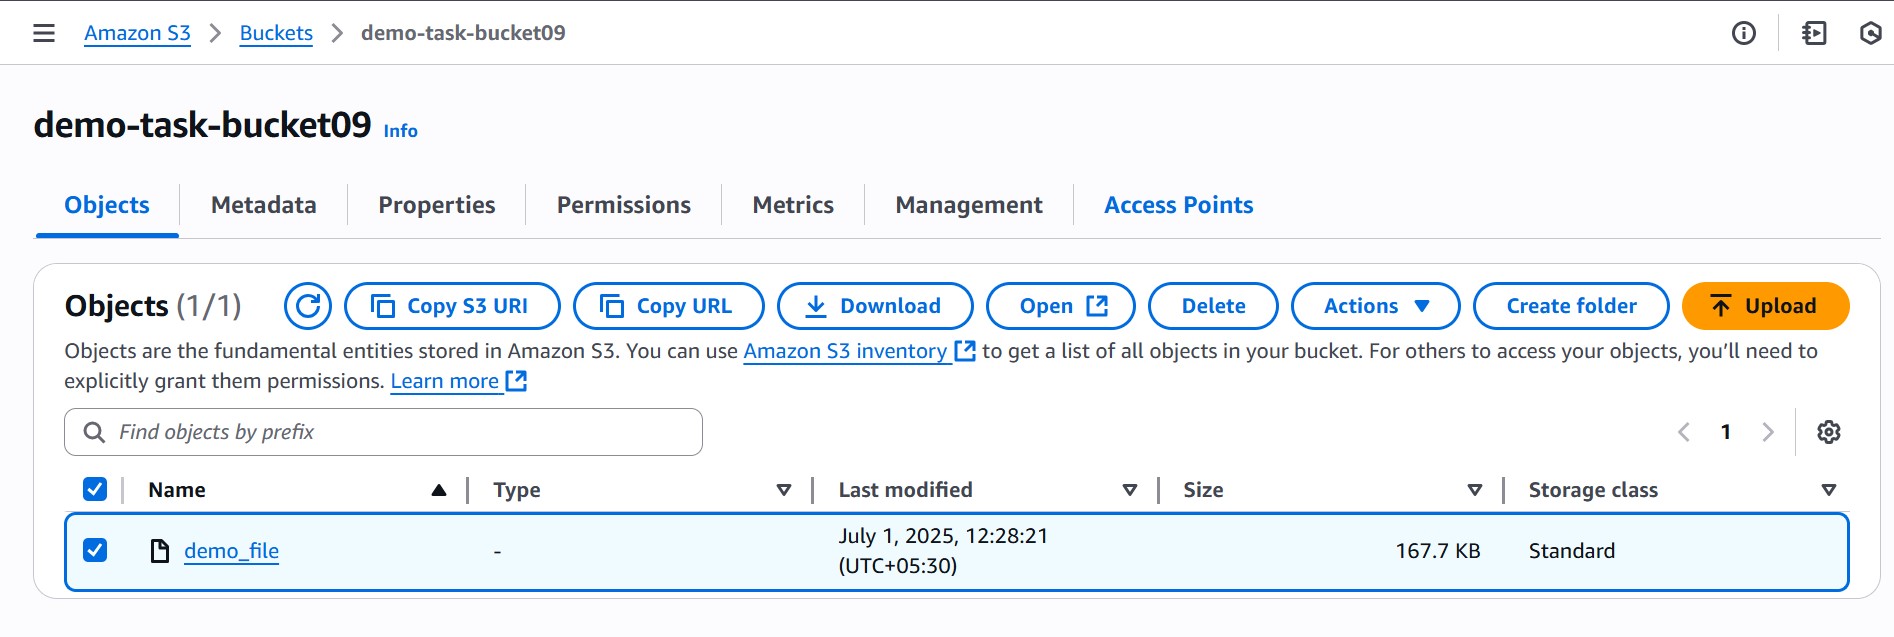 Amazon S3 > Buckets > demo-task-bucket09
demo-task-bucket09 Info
Objects Metadata Properties Permissions Metrics Management Access Points
Objects (1/1) Copy S3 URI Copy URL Download Open Delete Actions Create folder Upload
Objects are the fundamental entities stored in Amazon S3. You can use Amazon S3 inventory to get a list of all objects in your bucket. For others to access your objects, you’ll need to
explicitly grant them permissions. Learn more
Find objects by prefix 1
Name Type Last modified Size Storage class
demo_file - July 1, 2025, 12:28:21 167.7 KB Standard
(UTC+05:30)